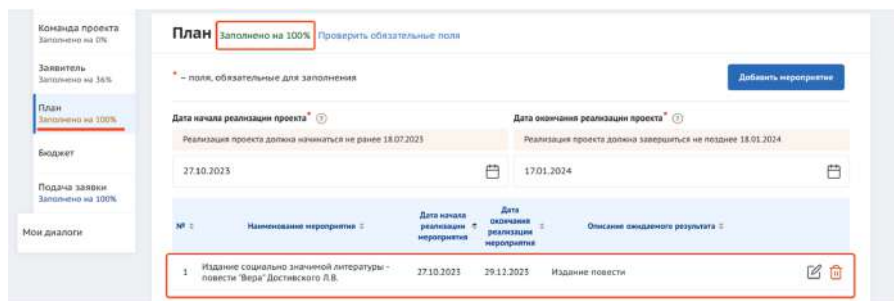 Команда проекта
Заполнено на 0%
Заявитель
Заполнено на 36%
План
Заполнено на 100%
Бюджет
Подача заявки
Заполнено на 100%
Мои диалоги
План Заполнено на 100% Проверить обязательные поля
* – поля, обязательные для заполнения
Добавить мероприятие
Дата начала реализации проекта* ?
Реализация проекта должна начинаться не ранее 18.07.2023
27.10.2023
Дата окончания реализации проекта* ?
Реализация проекта должна завершиться не позднее 18.01.2024
17.01.2024
№ Наименование мероприятия Дата начала реализации мероприятия Дата окончания реализации мероприятия Описание ожидаемого результата
1 Издание социально значимой литературы - повести "Вера" Достивского Л.В. 27.10.2023 29.12.2023 Издание повести